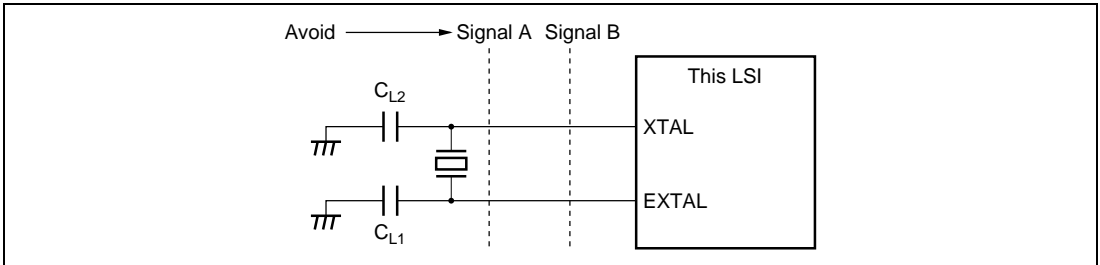 Avoid Signal A Signal B
This LSI
CL2
XTAL
EXTAL
CL1